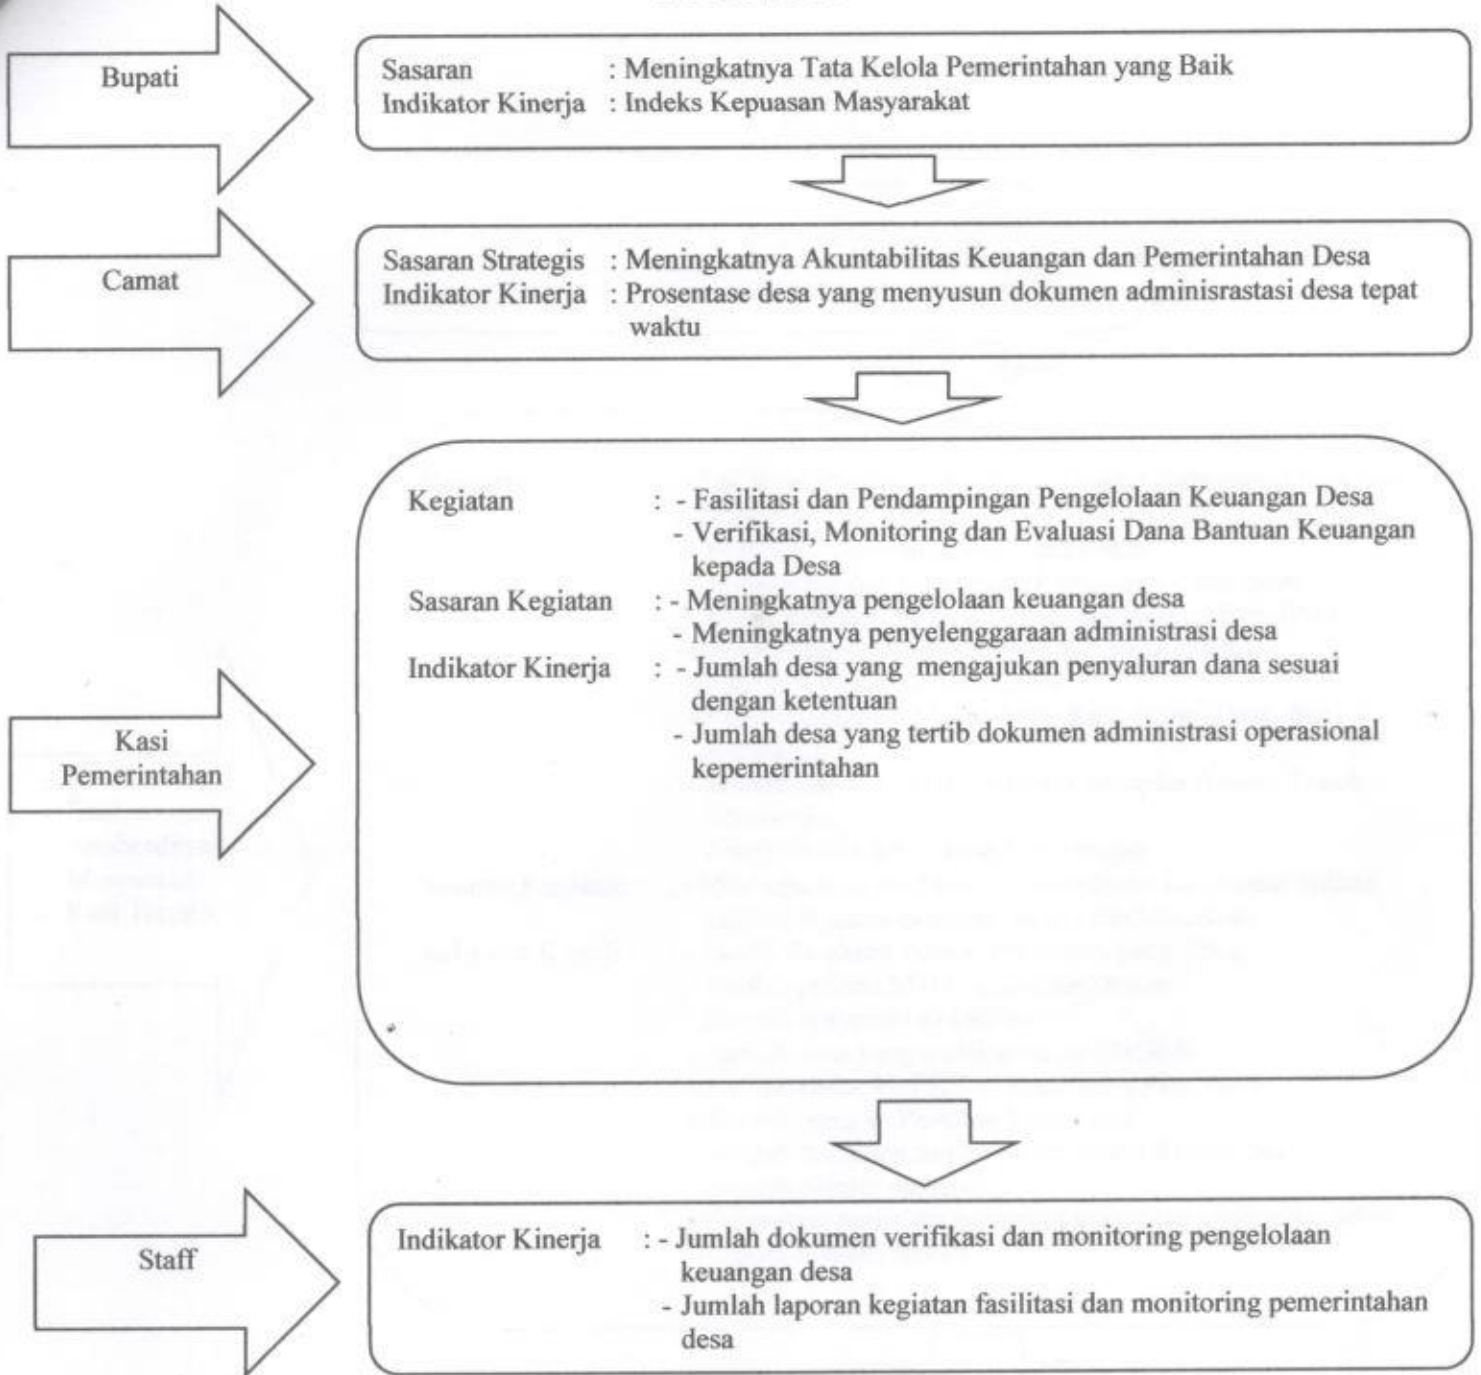 Bupati
Sasaran : Meningkatnya Tata Kelola Pemerintahan yang Baik
Indikator Kinerja : Indeks Kepuasan Masyarakat
Camat
Sasaran Strategis : Meningkatnya Akuntabilitas Keuangan dan Pemerintahan Desa
Indikator Kinerja : Prosentase desa yang menyusun dokumen adminisrastasi desa tepat
waktu
Kasi
Pemerintahan
Kegiatan : - Fasilitasi dan Pendampingan Pengelolaan Keuangan Desa
- Verifikasi, Monitoring dan Evaluasi Dana Bantuan Keuangan
kepada Desa
Sasaran Kegiatan : - Meningkatnya pengelolaan keuangan desa
- Meningkatnya penyelenggaraan administrasi desa
Indikator Kinerja : - Jumlah desa yang mengajukan penyaluran dana sesuai
dengan ketentuan
- Jumlah desa yang tertib dokumen administrasi operasional
kepemerintahan
Staff
Indikator Kinerja : - Jumlah dokumen verifikasi dan monitoring pengelolaan
keuangan desa
- Jumlah laporan kegiatan fasilitasi dan monitoring pemerintahan
desa